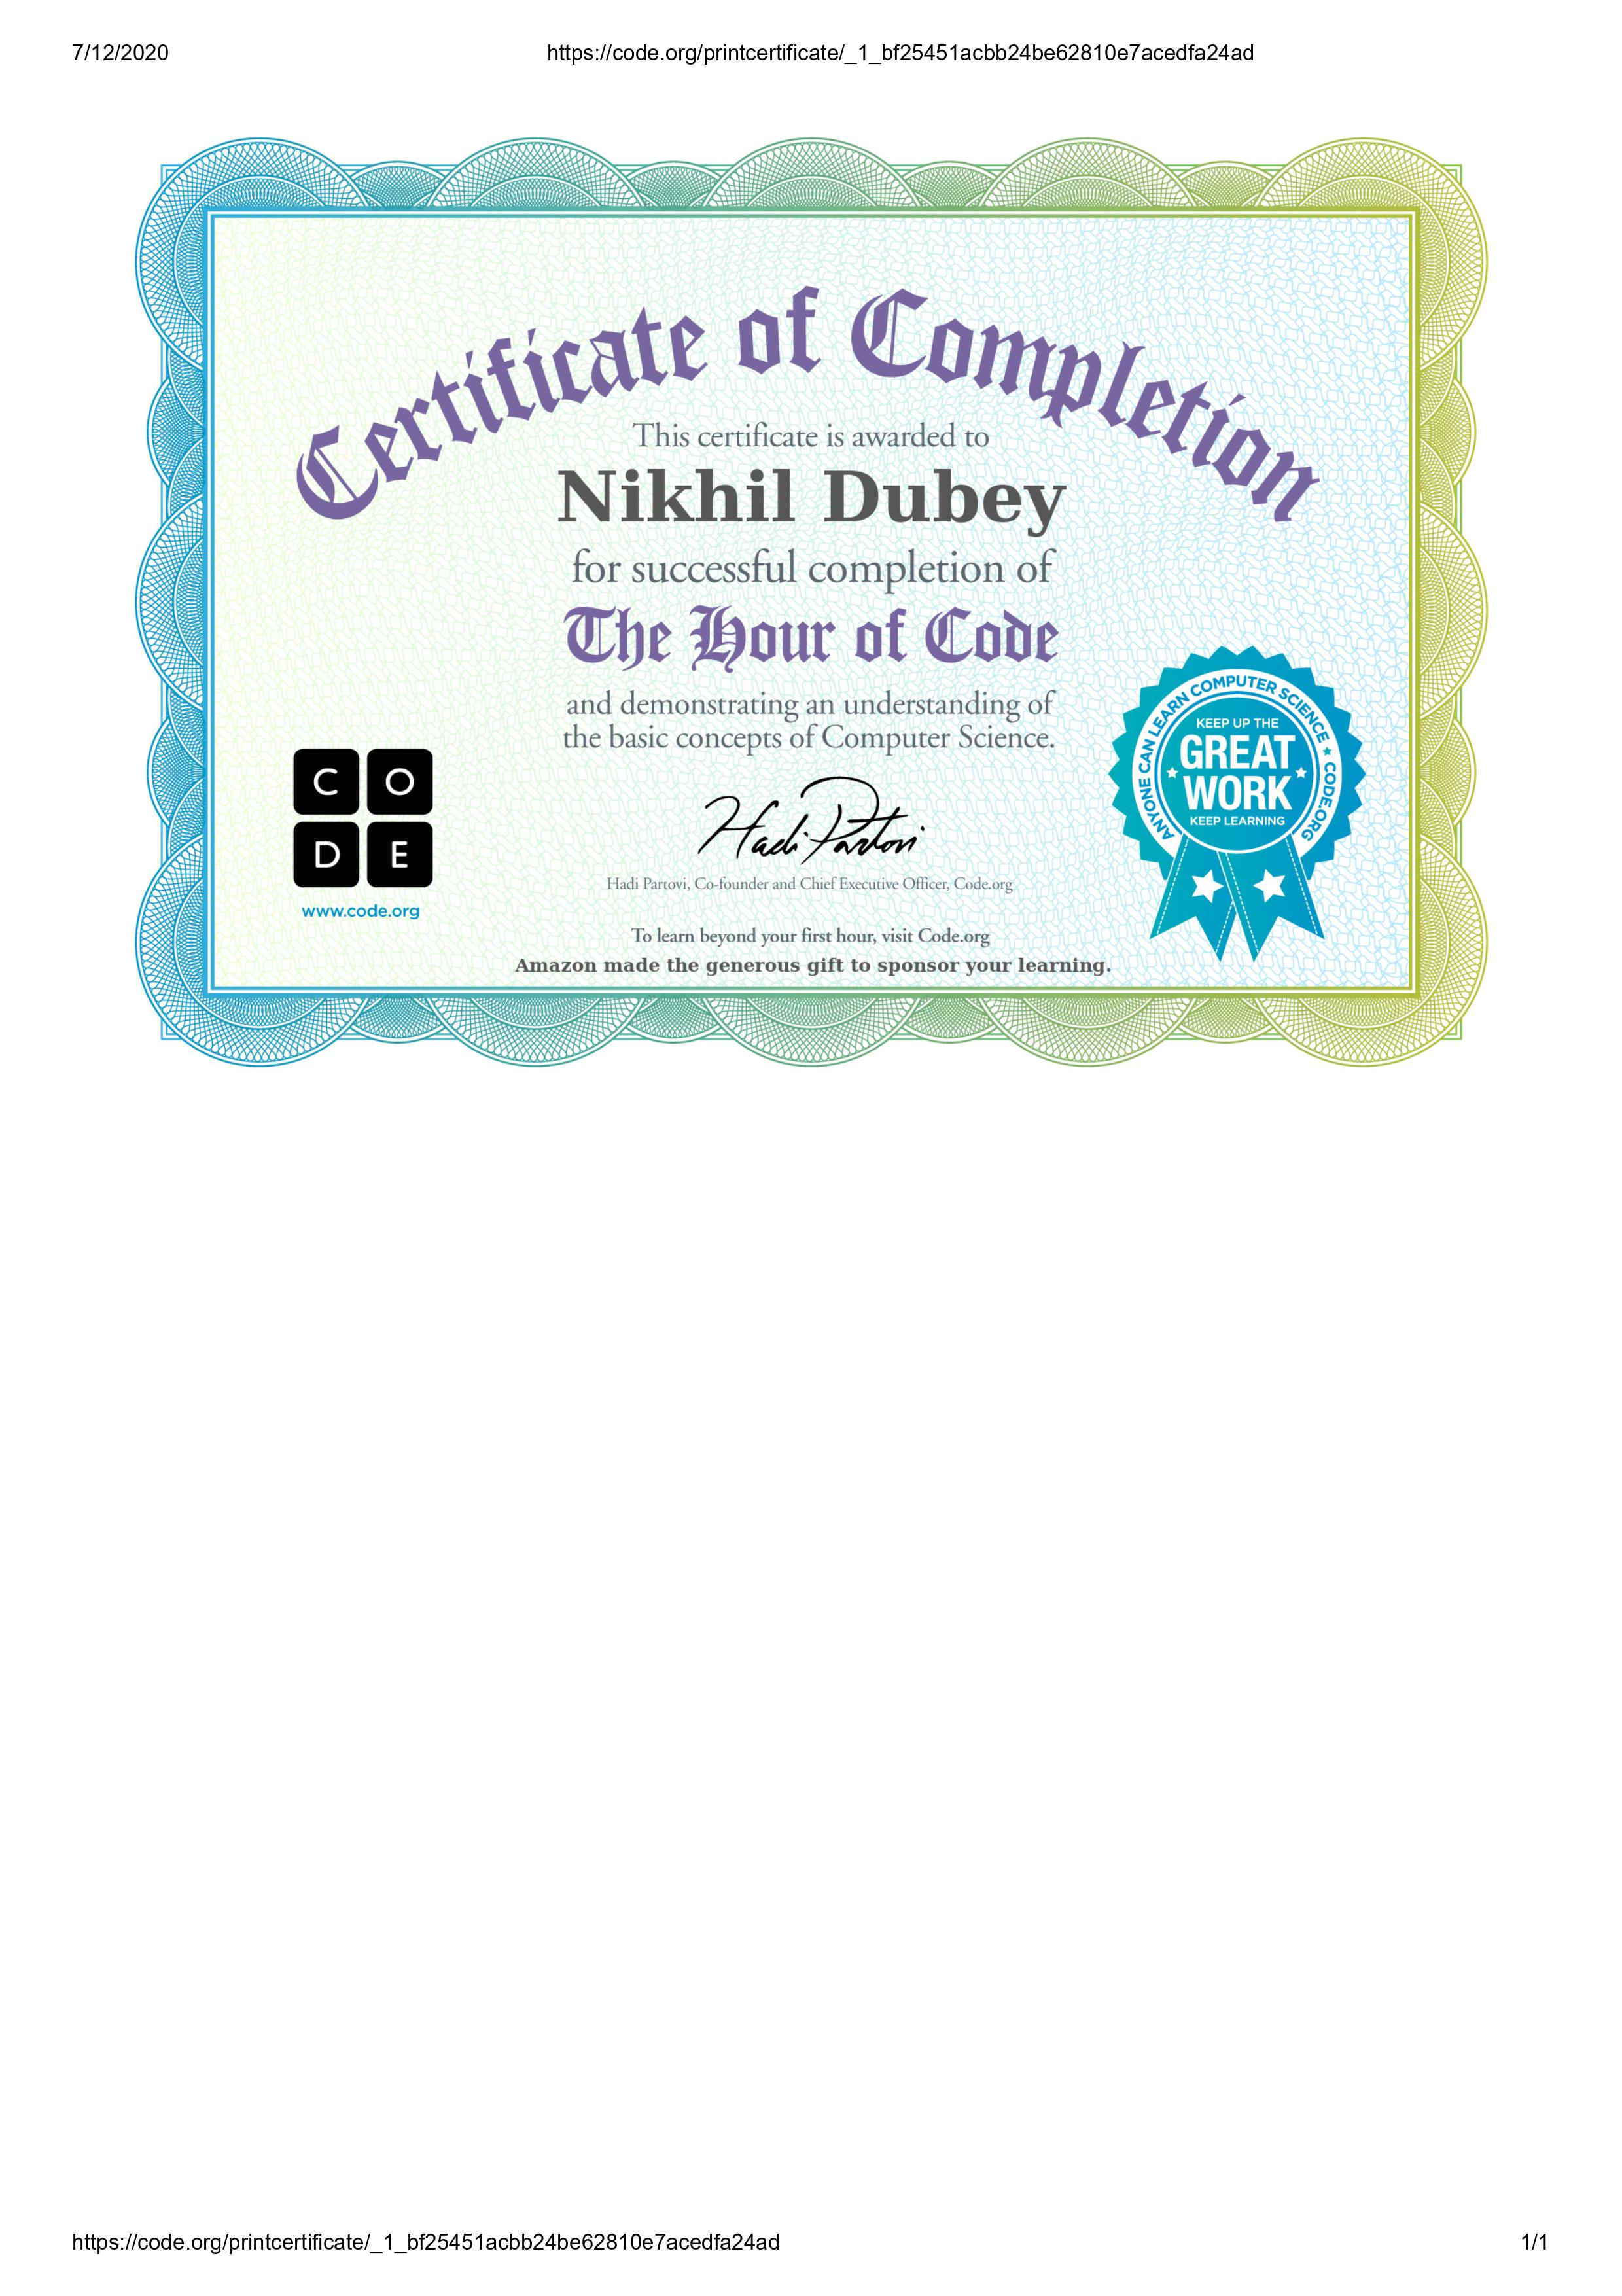 7/12/2020
https://code.org/printcertificate/_1_bf25451acbb24be62810e7acedfa24ad
Certificate of Completion
This certificate is awarded to
Nikhil Dubey
for successful completion of
The Hour of Code
and demonstrating an understanding of
the basic concepts of Computer Science.
C O
D E
www.code.org
Hadi Partovi
Hadi Partovi, Co-founder and Chief Executive Officer, Code.org
To learn beyond your first hour, visit Code.org
Amazon made the generous gift to sponsor your learning.
ANYONE CAN LEARN COMPUTER SCIENCE ★ CODE.ORG
KEEP UP THE
GREAT
WORK
KEEP LEARNING
https://code.org/printcertificate/_1_bf25451acbb24be62810e7acedfa24ad
1/1